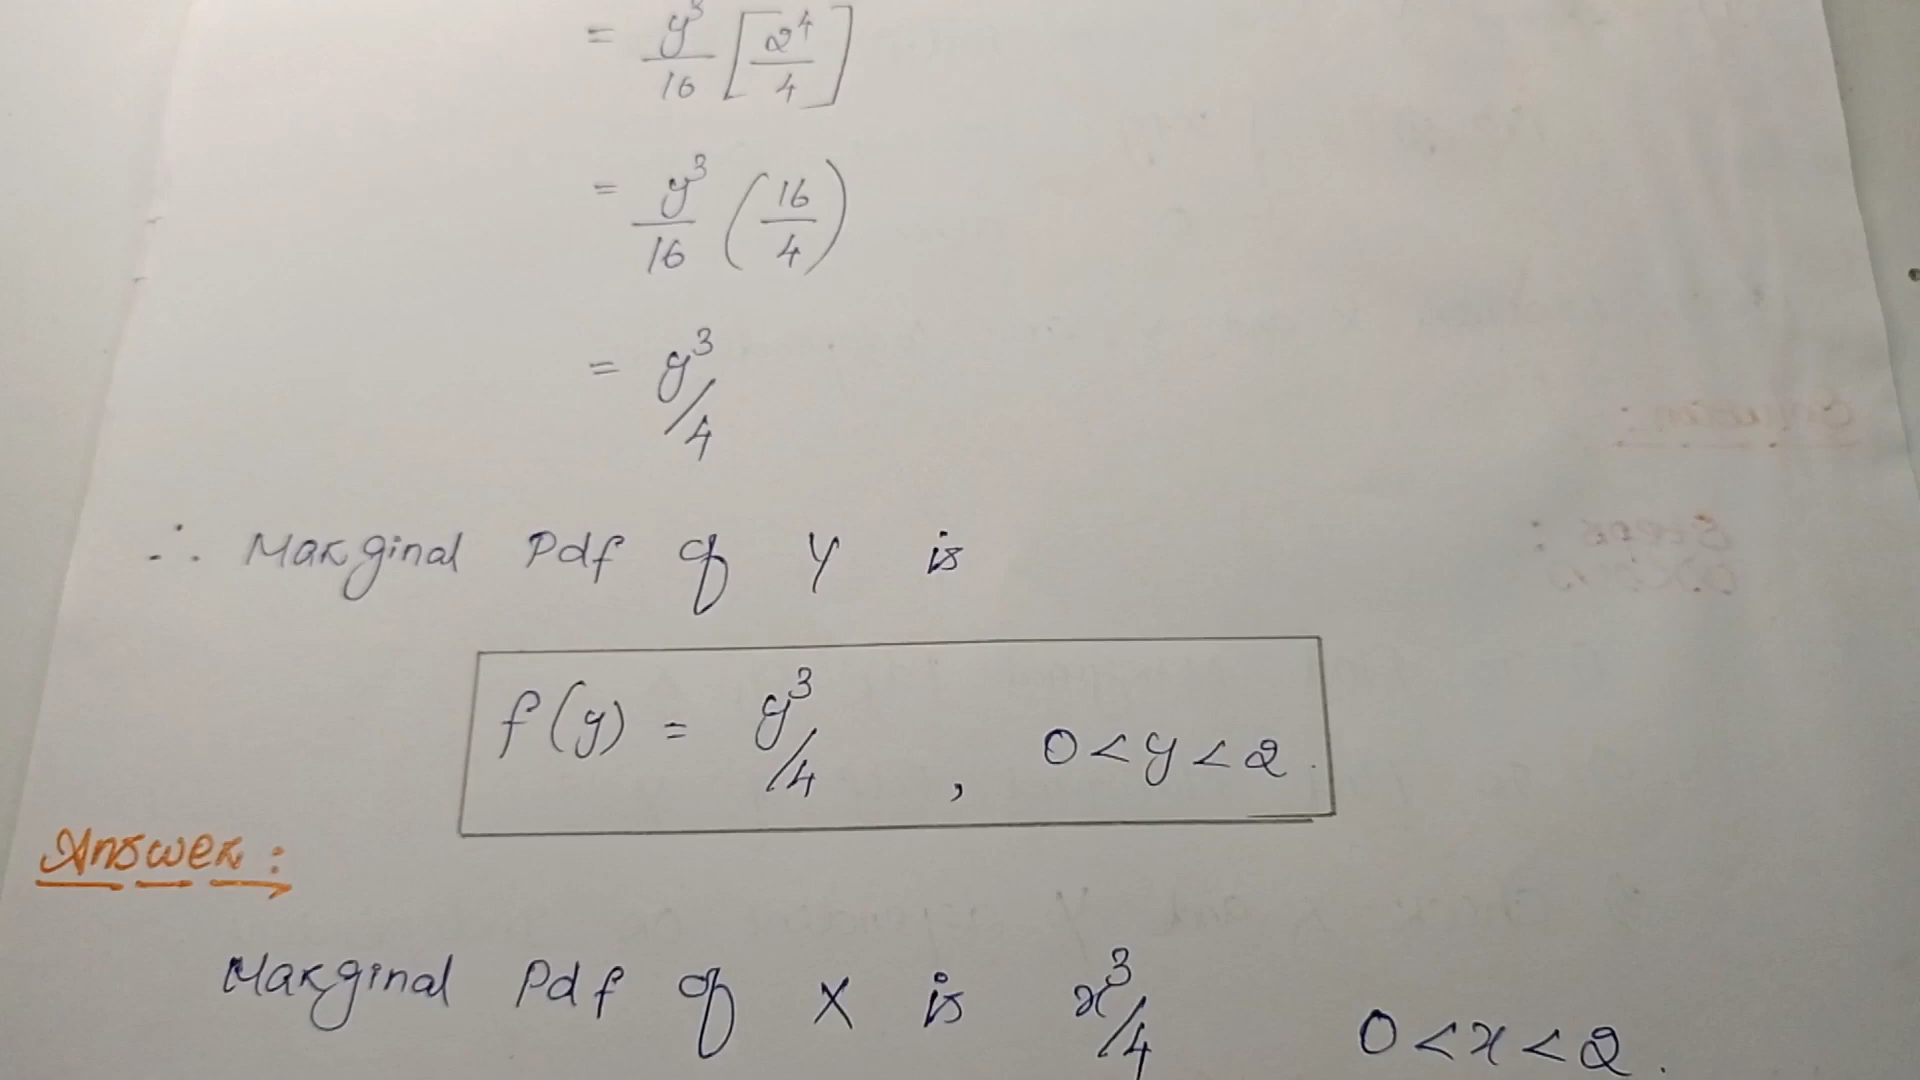 = y³/16 [2⁴/4]
= y³/16 (16/4)
= y³/4
∴ Marginal Pdf of Y is
f(y) = y³/4 , 0<y<2.
Answer:
Marginal Pdf of X is x³/4 0<x<2.